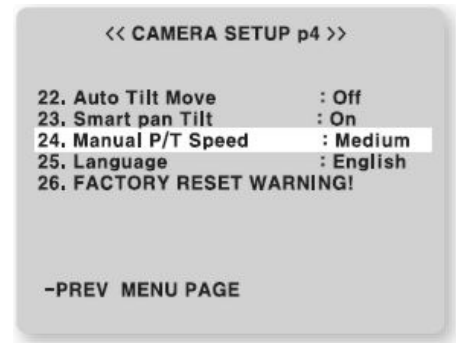 << CAMERA SETUP p4 >>
22. Auto Tilt Move : Off
23. Smart pan Tilt : On
24. Manual P/T Speed : Medium
25. Language : English
26. FACTORY RESET WARNING!
-PREV MENU PAGE